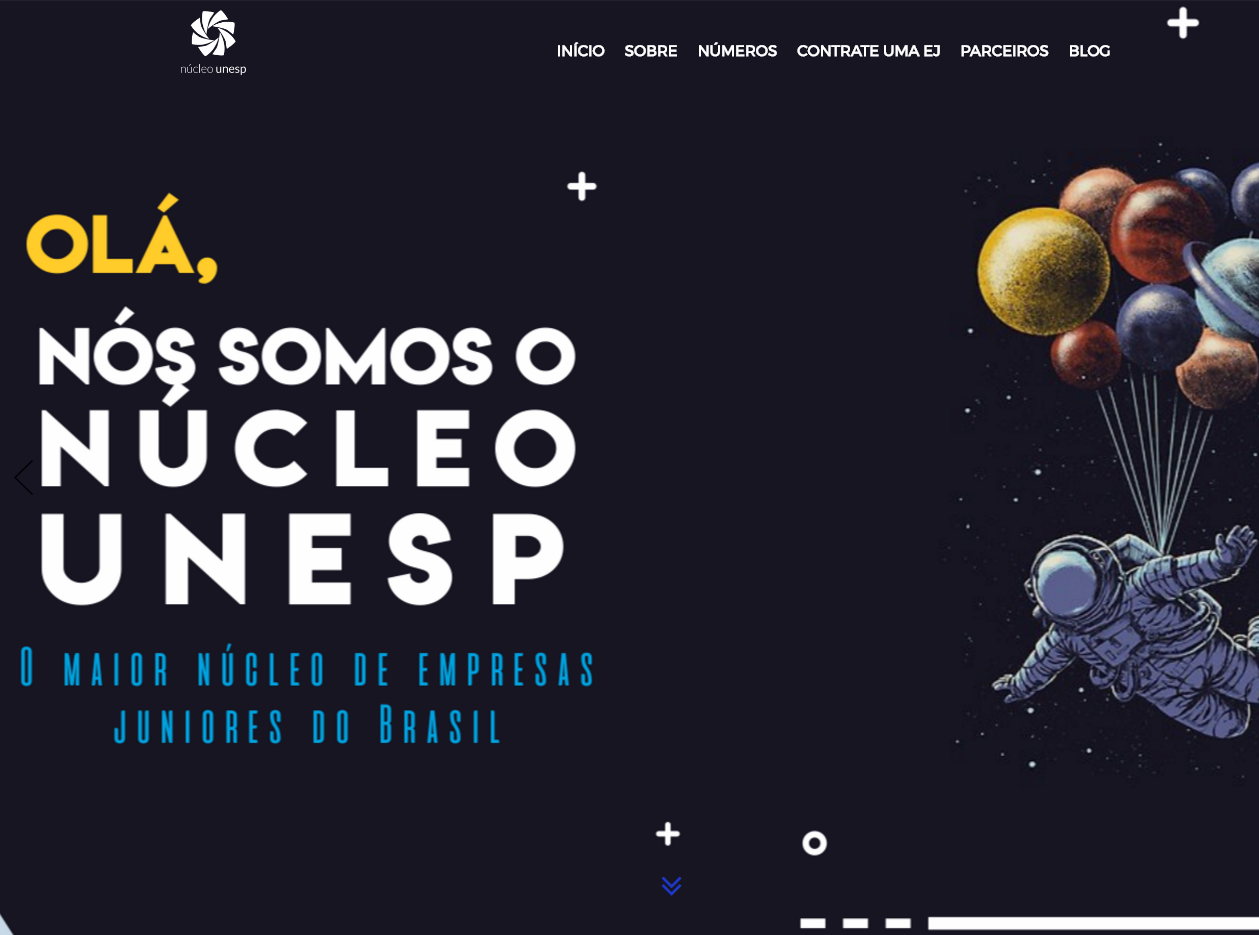 núcleo unesp
INÍCIO SOBRE NÚMEROS CONTRATE UMA EJ PARCEIROS BLOG
OLÁ,
NÓS SOMOS O
NÚCLEO
UNESP
O MAIOR NÚCLEO DE EMPRESAS
JUNIORES DO BRASIL